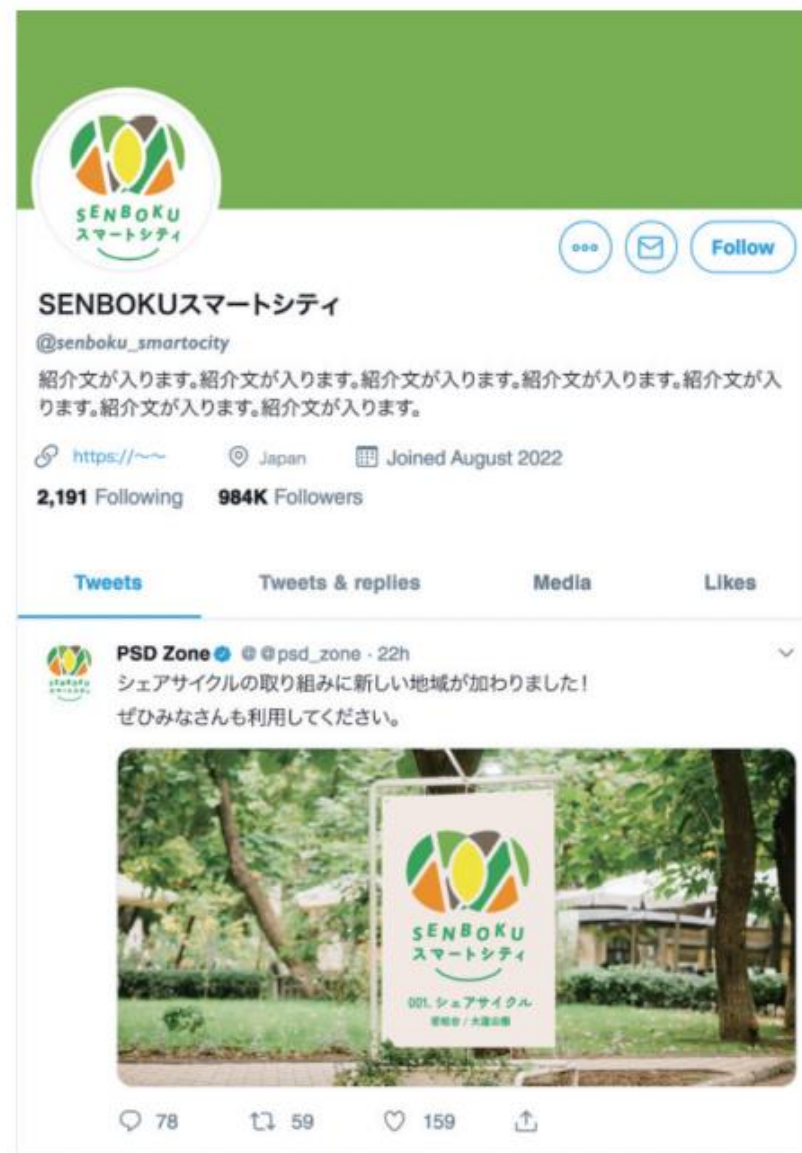 SENBOKU
スマートシティ
Follow
SENBOKUスマートシティ
@senboku_smartocity
紹介文が入ります。紹介文が入ります。紹介文が入ります。紹介文が入ります。紹介文が入
ります。紹介文が入ります。紹介文が入ります。
https://〜〜 Japan Joined August 2022
2,191 Following 984K Followers
Tweets Tweets & replies Media Likes
PSD Zone @@psd_zone · 22h
シェアサイクルの取り組みに新しい地域が加わりました！
ぜひみなさんも利用してください。
SENBOKU
スマートシティ
001. シェアサイクル
/ 大蓮公園
78 59 159